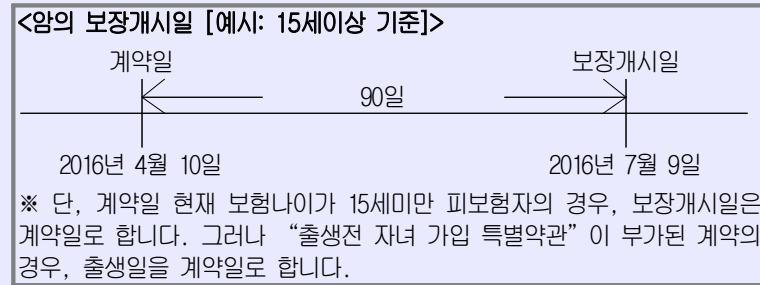 <암의 보장개시일 [예시: 15세이상 기준]>
계약일 보장개시일
90일
2016년 4월 10일 2016년 7월 9일
※ 단, 계약일 현재 보험나이가 15세미만 피보험자의 경우, 보장개시일은
계약일로 합니다. 그러나 “출생전 자녀 가입 특별약관”이 부가된 계약의
경우, 출생일을 계약일로 합니다.